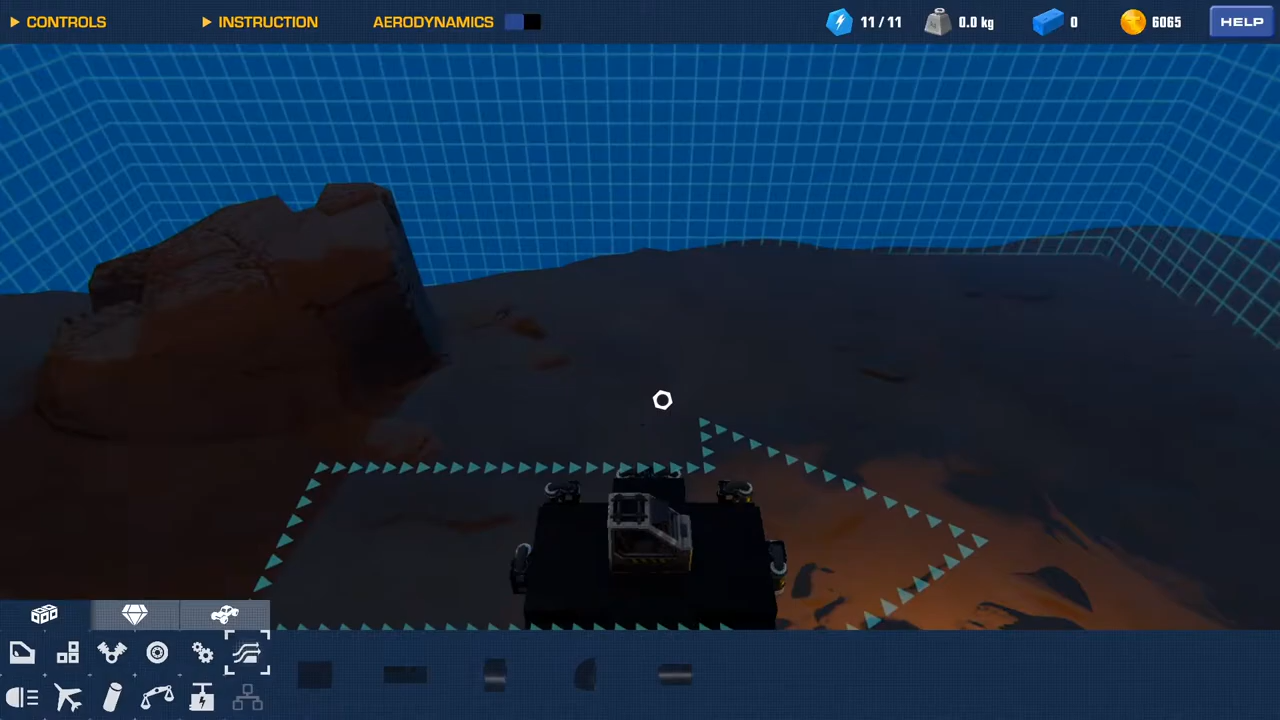 CONTROLS
INSTRUCTION
AERODYNAMICS
11 / 11
0.0 kg
0
6065
HELP